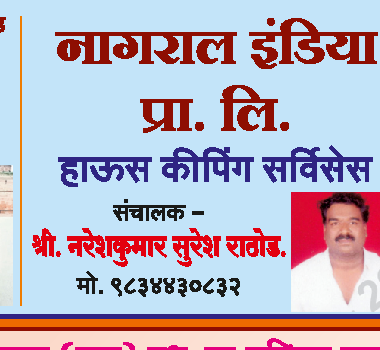 नागराल इंडिया
प्रा. लि.
हाऊस कीपिंग सर्विसेस
संचालक –
श्री. नरेशकुमार सुरेश राठोड.
मो. ९८३४४३०८३२